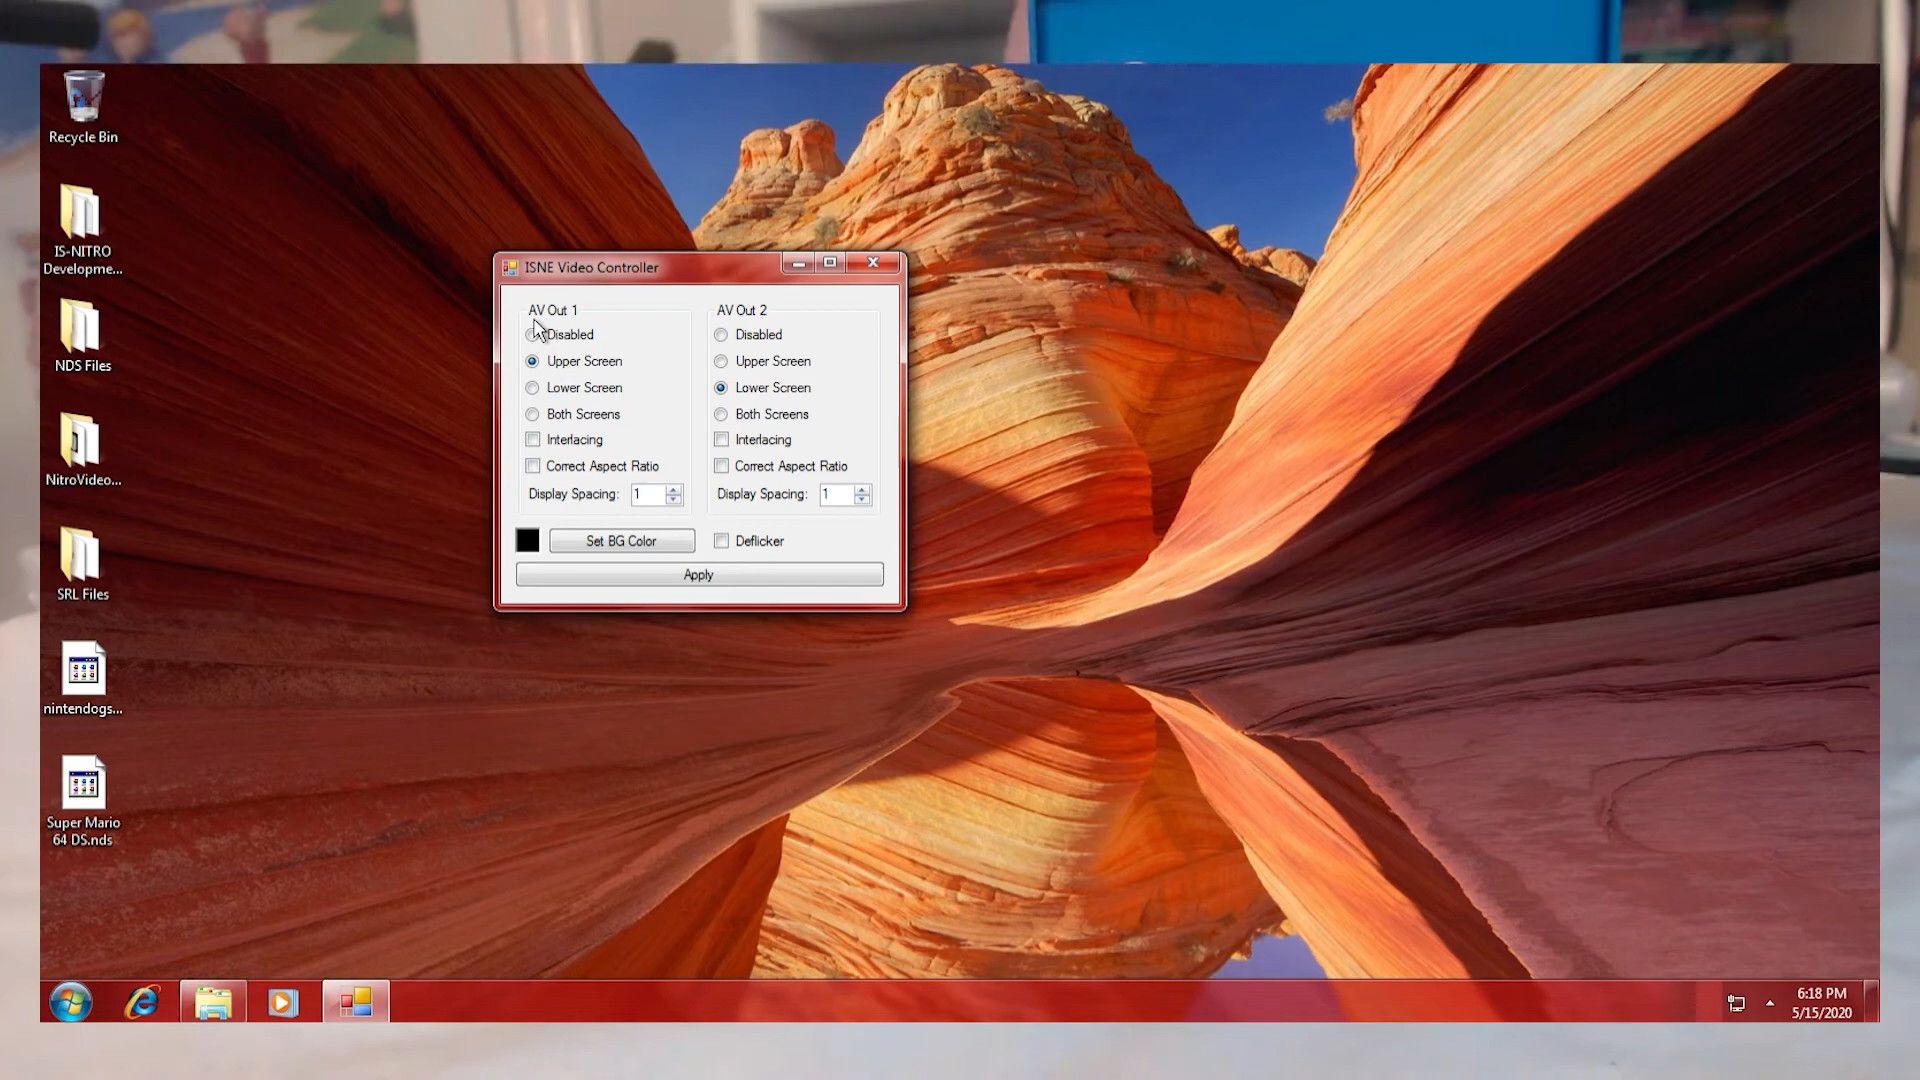 Recycle Bin
IS-NITRO
Developme...
NDS Files
NitroVideo...
SRL Files
nintendogs...
Super Mario
64 DS.nds
ISNE Video Controller
AV Out 1
Disabled
Upper Screen
Lower Screen
Both Screens
Interlacing
Correct Aspect Ratio
Display Spacing: 1
AV Out 2
Disabled
Upper Screen
Lower Screen
Both Screens
Interlacing
Correct Aspect Ratio
Display Spacing: 1
Set BG Color
Deflicker
Apply
6:18 PM
5/15/2020